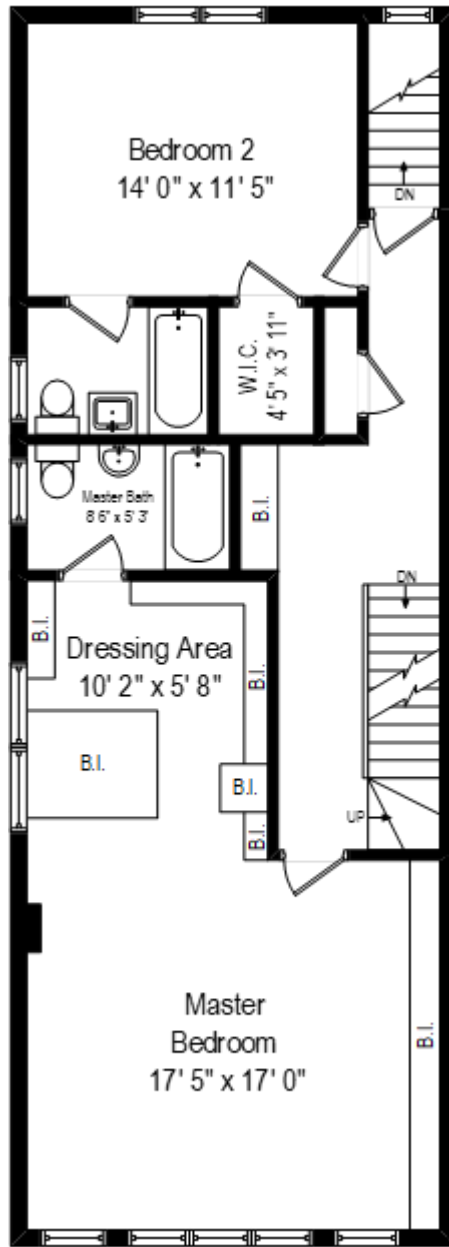 Bedroom 2
14' 0" x 11' 5"
DN
W.I.C.
4' 5" x 3' 11"
Master Bath
8' 6" x 5' 3"
B.I.
DN
B.I.
Dressing Area
10' 2" x 5' 8"
B.I.
B.I.
B.I.
UP
B.I.
Master
Bedroom
17' 5" x 17' 0"
B.I.